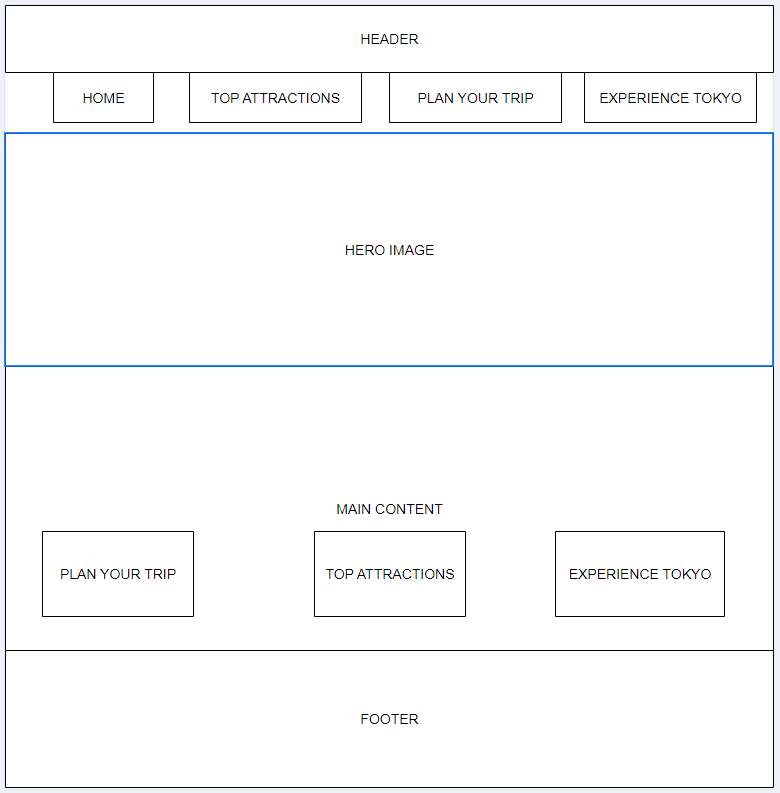 HEADER
HOME
TOP ATTRACTIONS
PLAN YOUR TRIP
EXPERIENCE TOKYO
HERO IMAGE
MAIN CONTENT
PLAN YOUR TRIP
TOP ATTRACTIONS
EXPERIENCE TOKYO
FOOTER